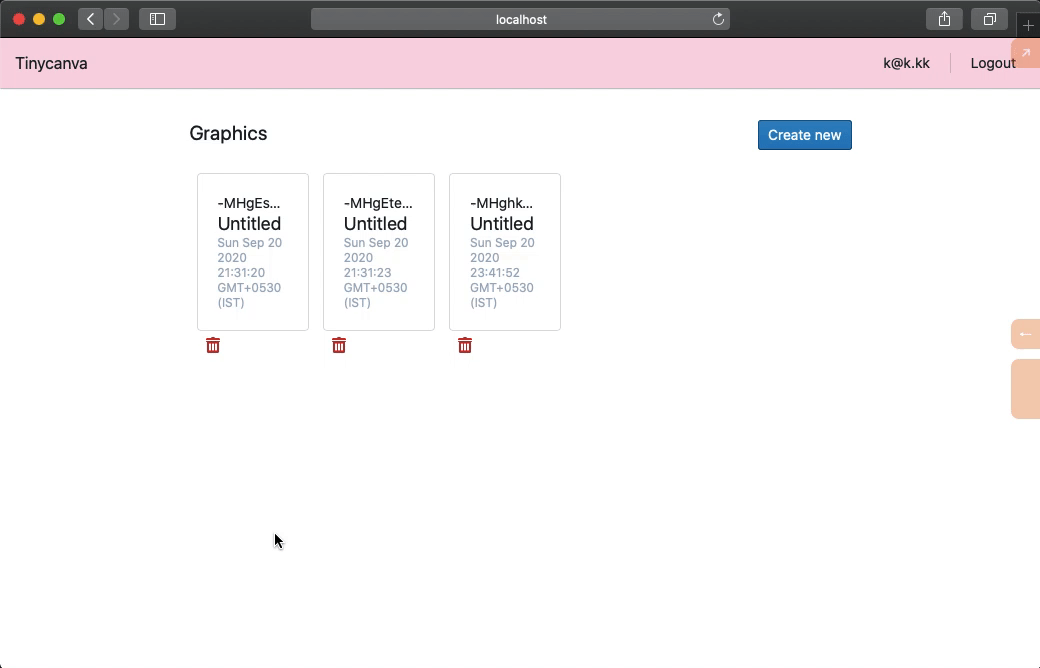 localhost
Tinycanva
k@k.kk
Logout
Graphics
Create new
-MHgEs...
Untitled
Sun Sep 20
2020
21:31:20
GMT+0530
(IST)
-MHgEte...
Untitled
Sun Sep 20
2020
21:31:23
GMT+0530
(IST)
-MHghk...
Untitled
Sun Sep 20
2020
23:41:52
GMT+0530
(IST)